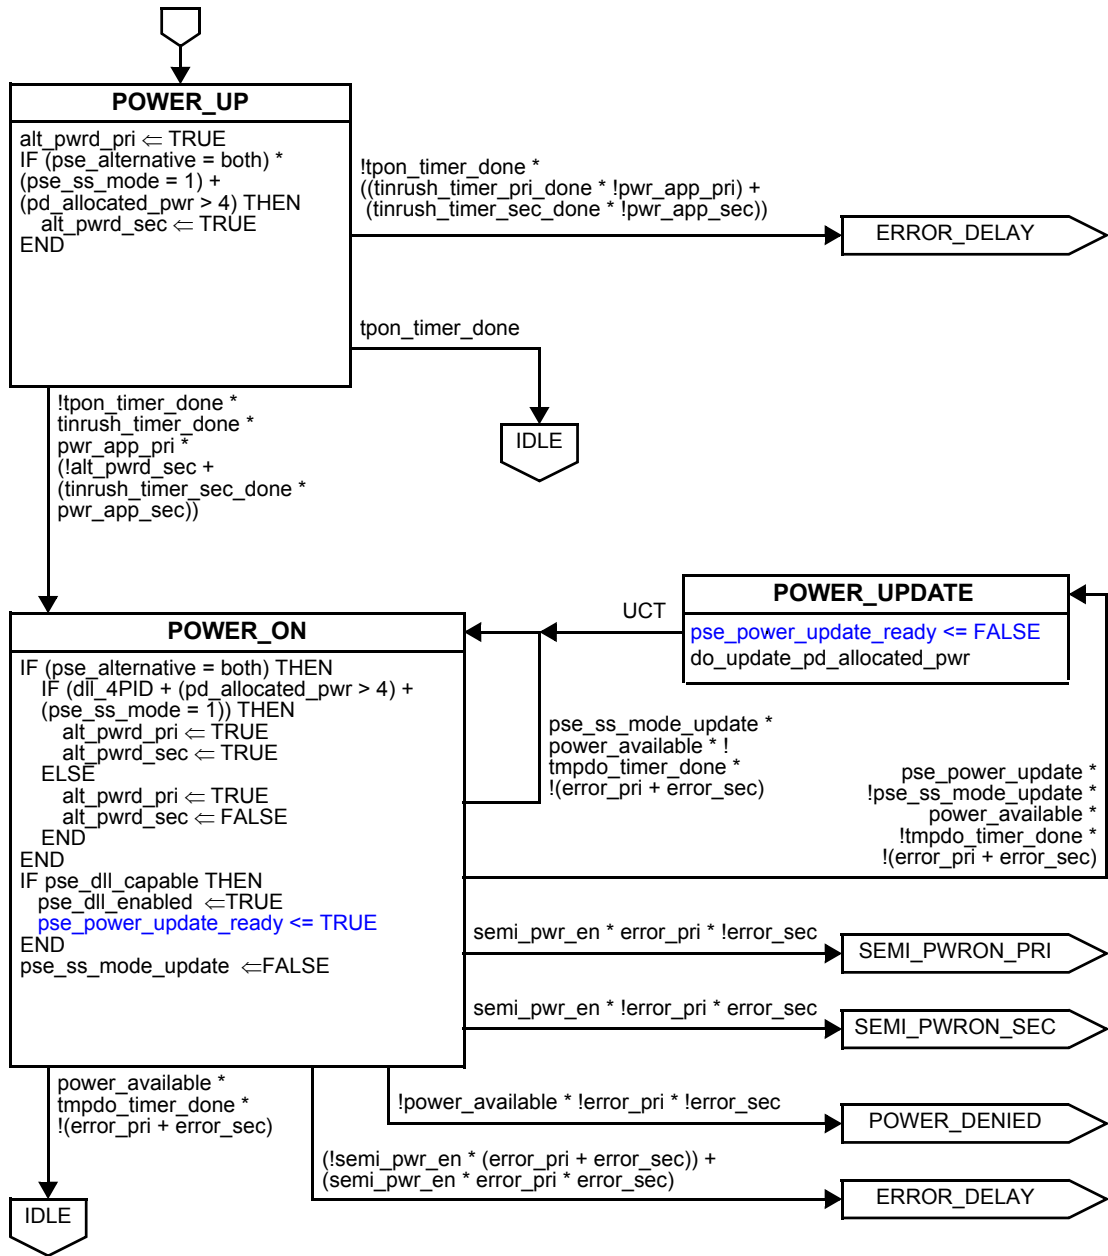 POWER_UP
alt_pwrd_pri ⇐ TRUE
IF (pse_alternative = both) *
(pse_ss_mode = 1) +
(pd_allocated_pwr > 4) THEN
alt_pwrd_sec ⇐ TRUE
END
!tpon_timer_done *
((tinrush_timer_pri_done * !pwr_app_pri) +
(tinrush_timer_sec_done * !pwr_app_sec))
ERROR_DELAY
tpon_timer_done
IDLE
!tpon_timer_done *
tinrush_timer_done *
pwr_app_pri *
(!alt_pwrd_sec +
(tinrush_timer_sec_done *
pwr_app_sec))
POWER_UPDATE
pse_power_update_ready <= FALSE
do_update_pd_allocated_pwr
UCT
POWER_ON
IF (pse_alternative = both) THEN
IF (dll_4PID + (pd_allocated_pwr > 4) +
(pse_ss_mode = 1)) THEN
alt_pwrd_pri ⇐ TRUE
alt_pwrd_sec ⇐ TRUE
ELSE
alt_pwrd_pri ⇐ TRUE
alt_pwrd_sec ⇐ FALSE
END
END
IF pse_dll_capable THEN
pse_dll_enabled ⇐TRUE
pse_power_update_ready <= TRUE
END
pse_ss_mode_update ⇐FALSE
pse_ss_mode_update *
power_available * !
tmpdo_timer_done *
!(error_pri + error_sec)
pse_power_update *
!pse_ss_mode_update *
power_available *
!tmpdo_timer_done *
!(error_pri + error_sec)
semi_pwr_en * error_pri * !error_sec
SEMI_PWRON_PRI
semi_pwr_en * !error_pri * error_sec
SEMI_PWRON_SEC
power_available *
tmpdo_timer_done *
!(error_pri + error_sec)
!power_available * !error_pri * !error_sec
POWER_DENIED
(!semi_pwr_en * (error_pri + error_sec)) +
(semi_pwr_en * error_pri * error_sec)
ERROR_DELAY
IDLE